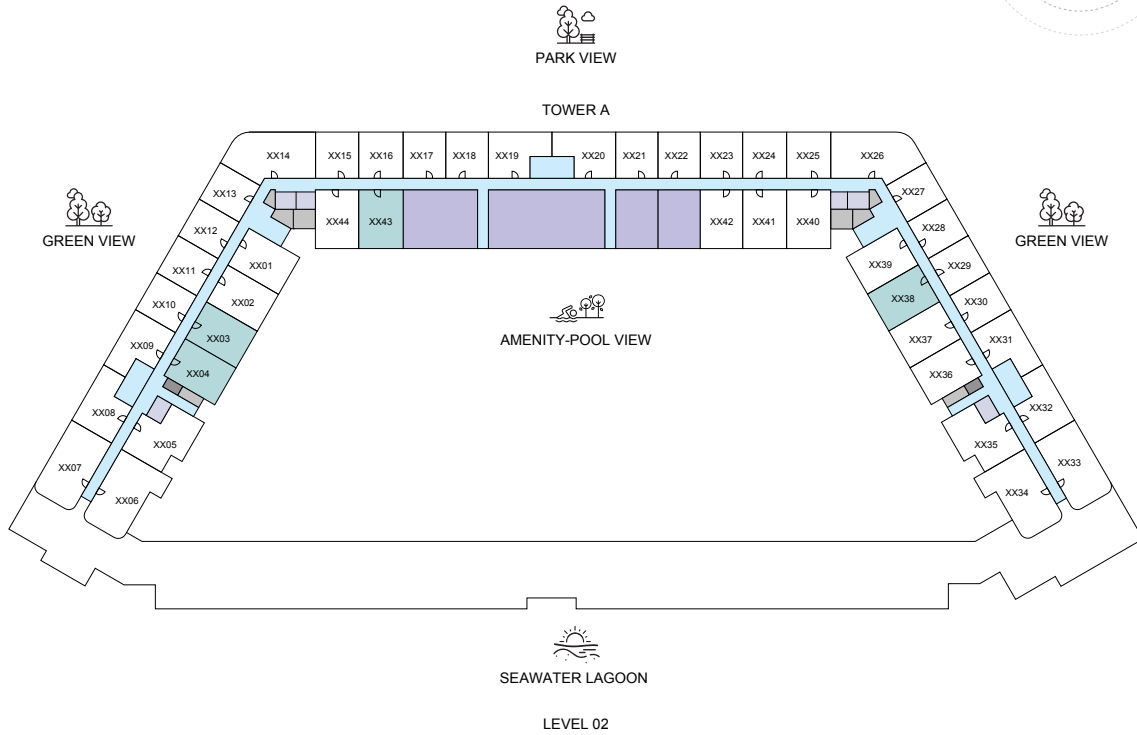 PARK VIEW
TOWER A
XX14
XX15
XX16
XX17
XX18
XX19
XX20
XX21
XX22
XX23
XX24
XX25
XX26
XX13
XX27
XX44
XX43
XX42
XX41
XX40
XX12
XX28
GREEN VIEW
GREEN VIEW
XX01
XX39
XX11
XX29
XX02
XX38
XX10
XX30
XX03
XX37
XX09
XX31
AMENITY-POOL VIEW
XX04
XX36
XX08
XX32
XX05
XX35
XX07
XX33
XX06
XX34
SEAWATER LAGOON
LEVEL 02